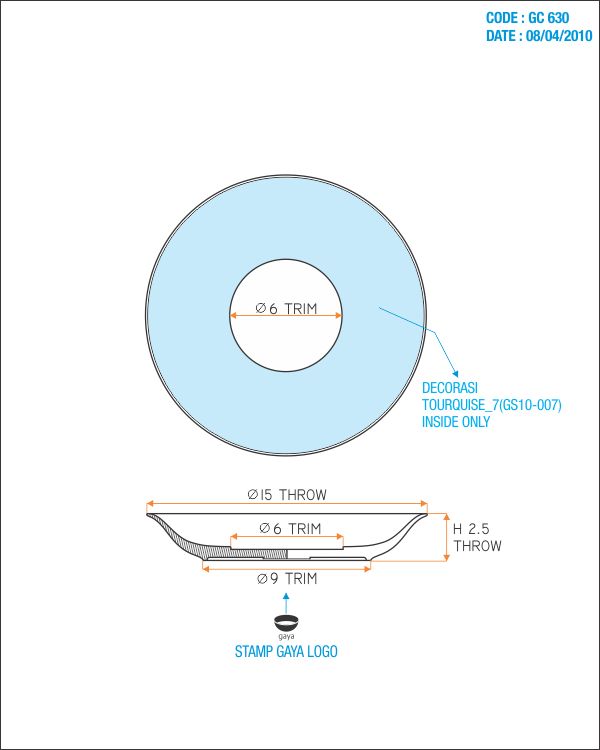 CODE : GC 630
DATE : 08/04/2010
∅6 TRIM
DECORASI
TOURQUISE_7(GS10-007)
INSIDE ONLY
∅15 THROW
∅6 TRIM
H 2.5
THROW
∅9 TRIM
gaya
STAMP GAYA LOGO